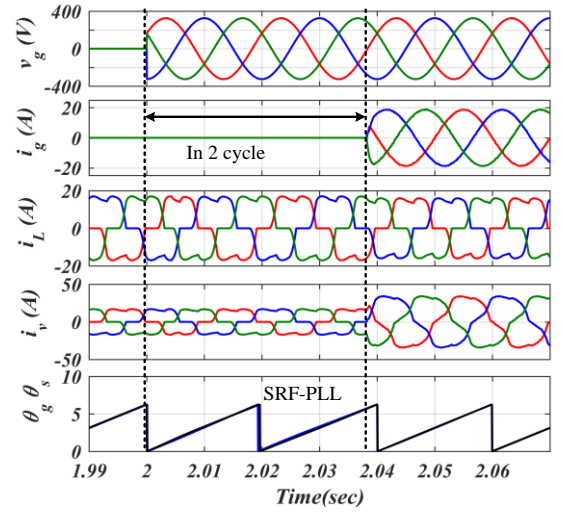 400
0
-400
v_g (V)
20
0
-20
i_g (A)
In 2 cycle
20
0
-20
i_L (A)
50
0
-50
i_v (A)
10
5
0
θ_g θ_s
SRF-PLL
1.99 2 2.01 2.02 2.03 2.04 2.05 2.06
Time(sec)